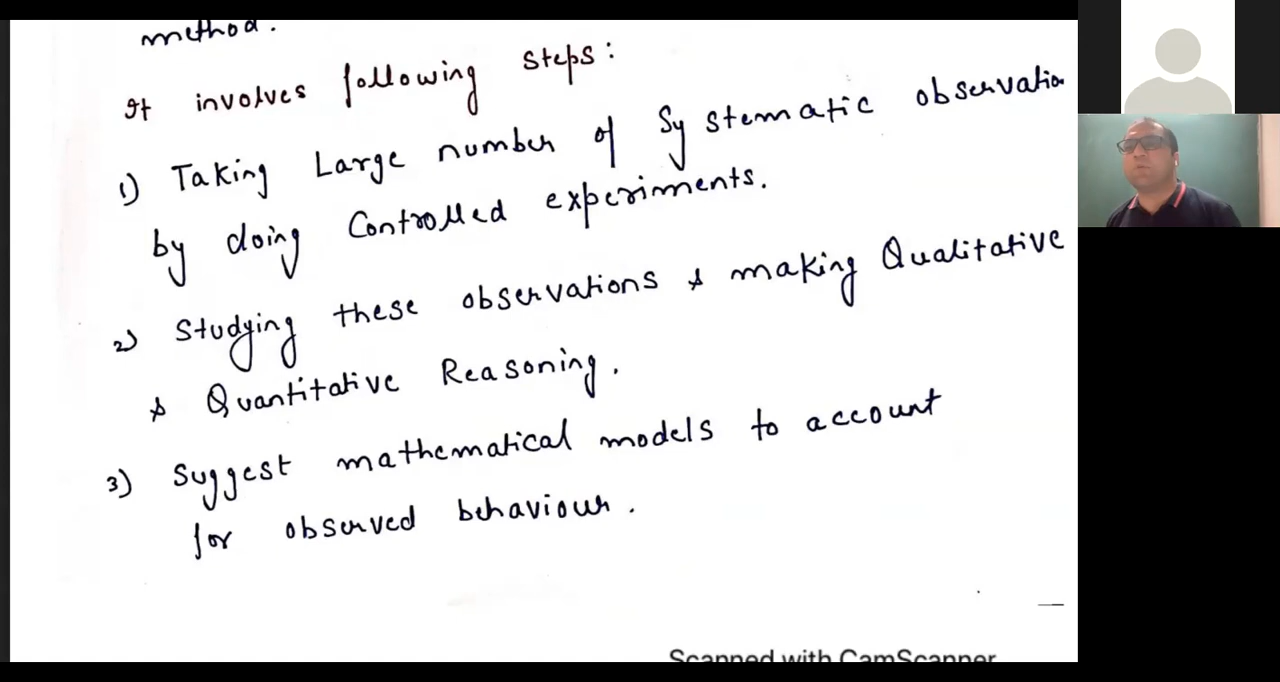 method.
It involves following steps:
1) Taking Large number of Systematic observatio
by doing Controlled experiments.
2) Studying these observations & making Qualitative
& Quantitative Reasoning.
3) Suggest mathematical models to account
for observed behaviour.
Scanned with CamScanner